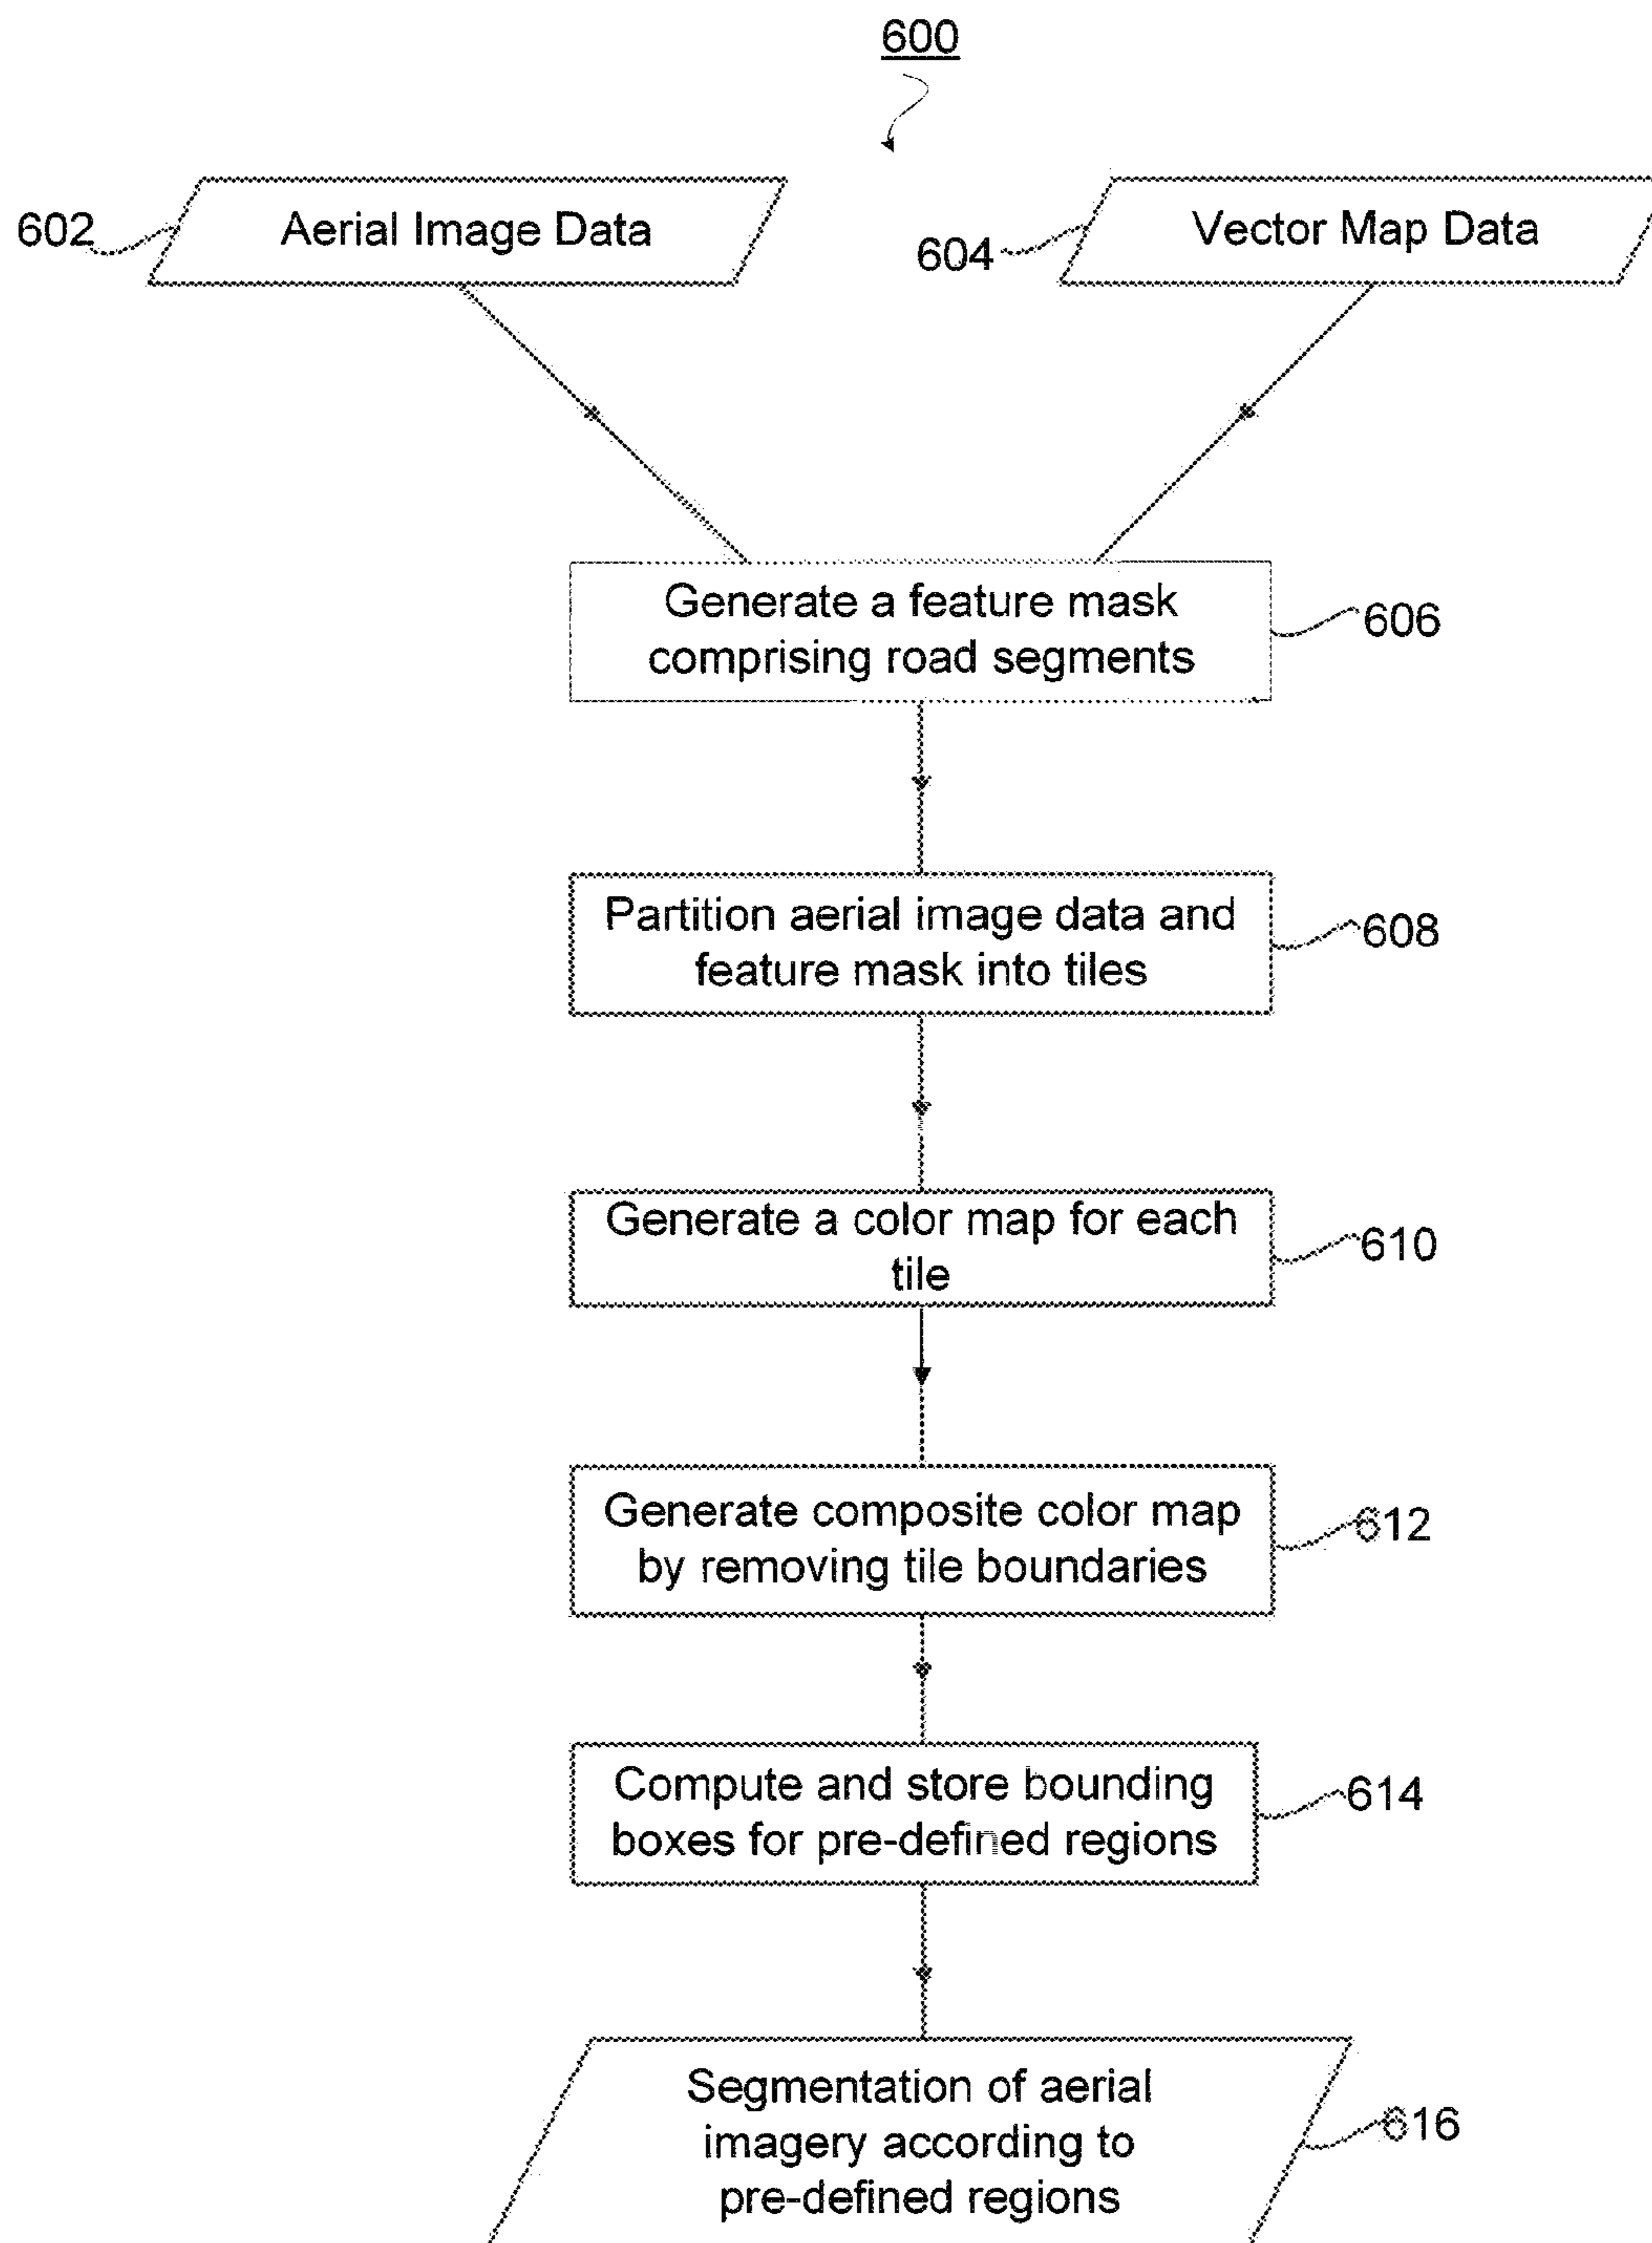 600
602
Aerial Image Data
604
Vector Map Data
Generate a feature mask
comprising road segments
606
Partition aerial image data and
feature mask into tiles
608
Generate a color map for each
tile
610
Generate composite color map
by removing tile boundaries
612
Compute and store bounding
boxes for pre-defined regions
614
Segmentation of aerial
imagery according to
pre-defined regions
616